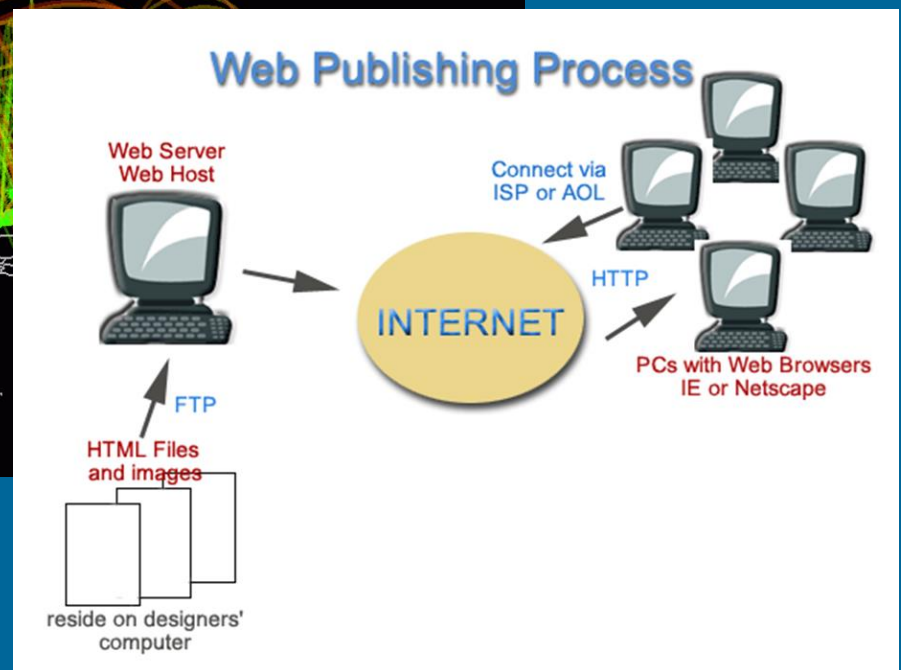 Web Publishing Process
Web Server
Web Host
Connect via
ISP or AOL
HTTP
INTERNET
PCs with Web Browsers
IE or Netscape
FTP
HTML Files
and images
reside on designers'
computer